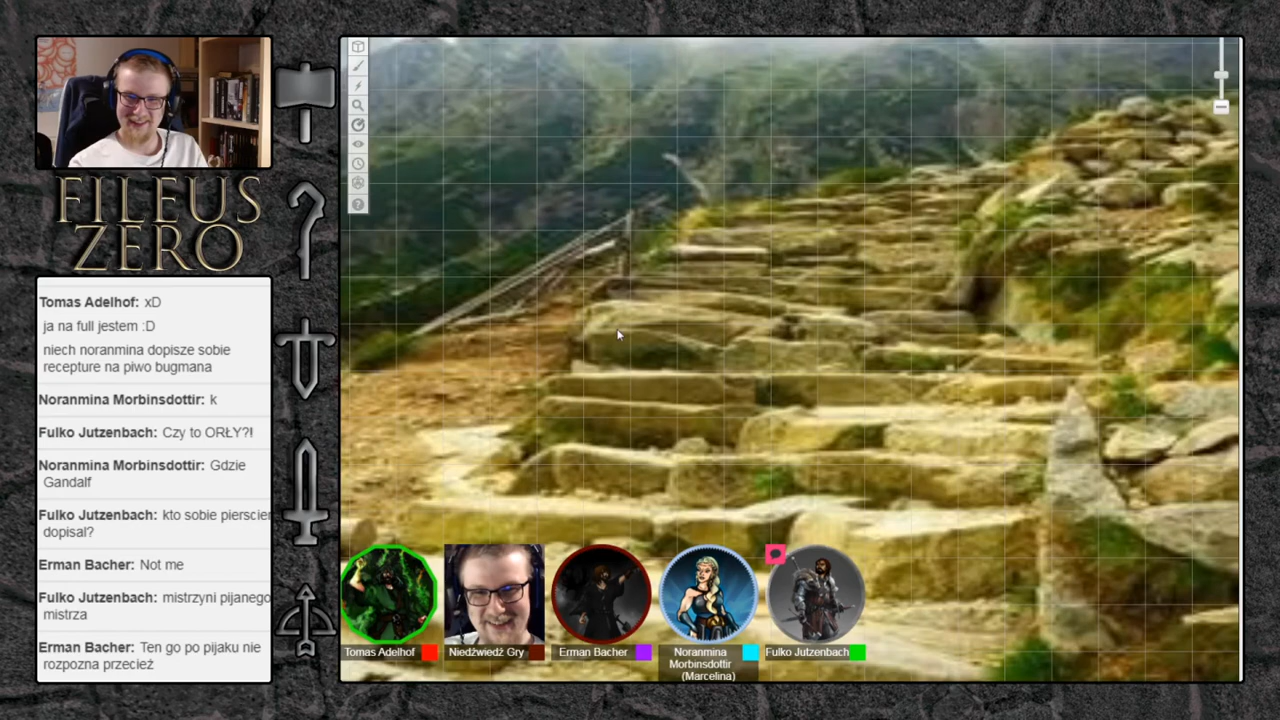 FILEUS
ZERO
Tomas Adelhof: xD
ja na full jestem :D
niech noranmina dopisze sobie
recepture na piwo bugmana
Noranmina Morbinsdottir: k
Fulko Jutzenbach: Czy to ORŁY?!
Noranmina Morbinsdottir: Gdzie
Gandalf
Fulko Jutzenbach: kto sobie pierscien
dopisal?
Erman Bacher: Not me
Fulko Jutzenbach: mistrzyni pijanego
mistrza
Erman Bacher: Ten go po pijaku nie
rozpozna przecież
Tomas Adelhof
Niedźwiedź Gry
Erman Bacher
Noranmina
Morbinsdottir
(Marcelina)
Fulko Jutzenbach